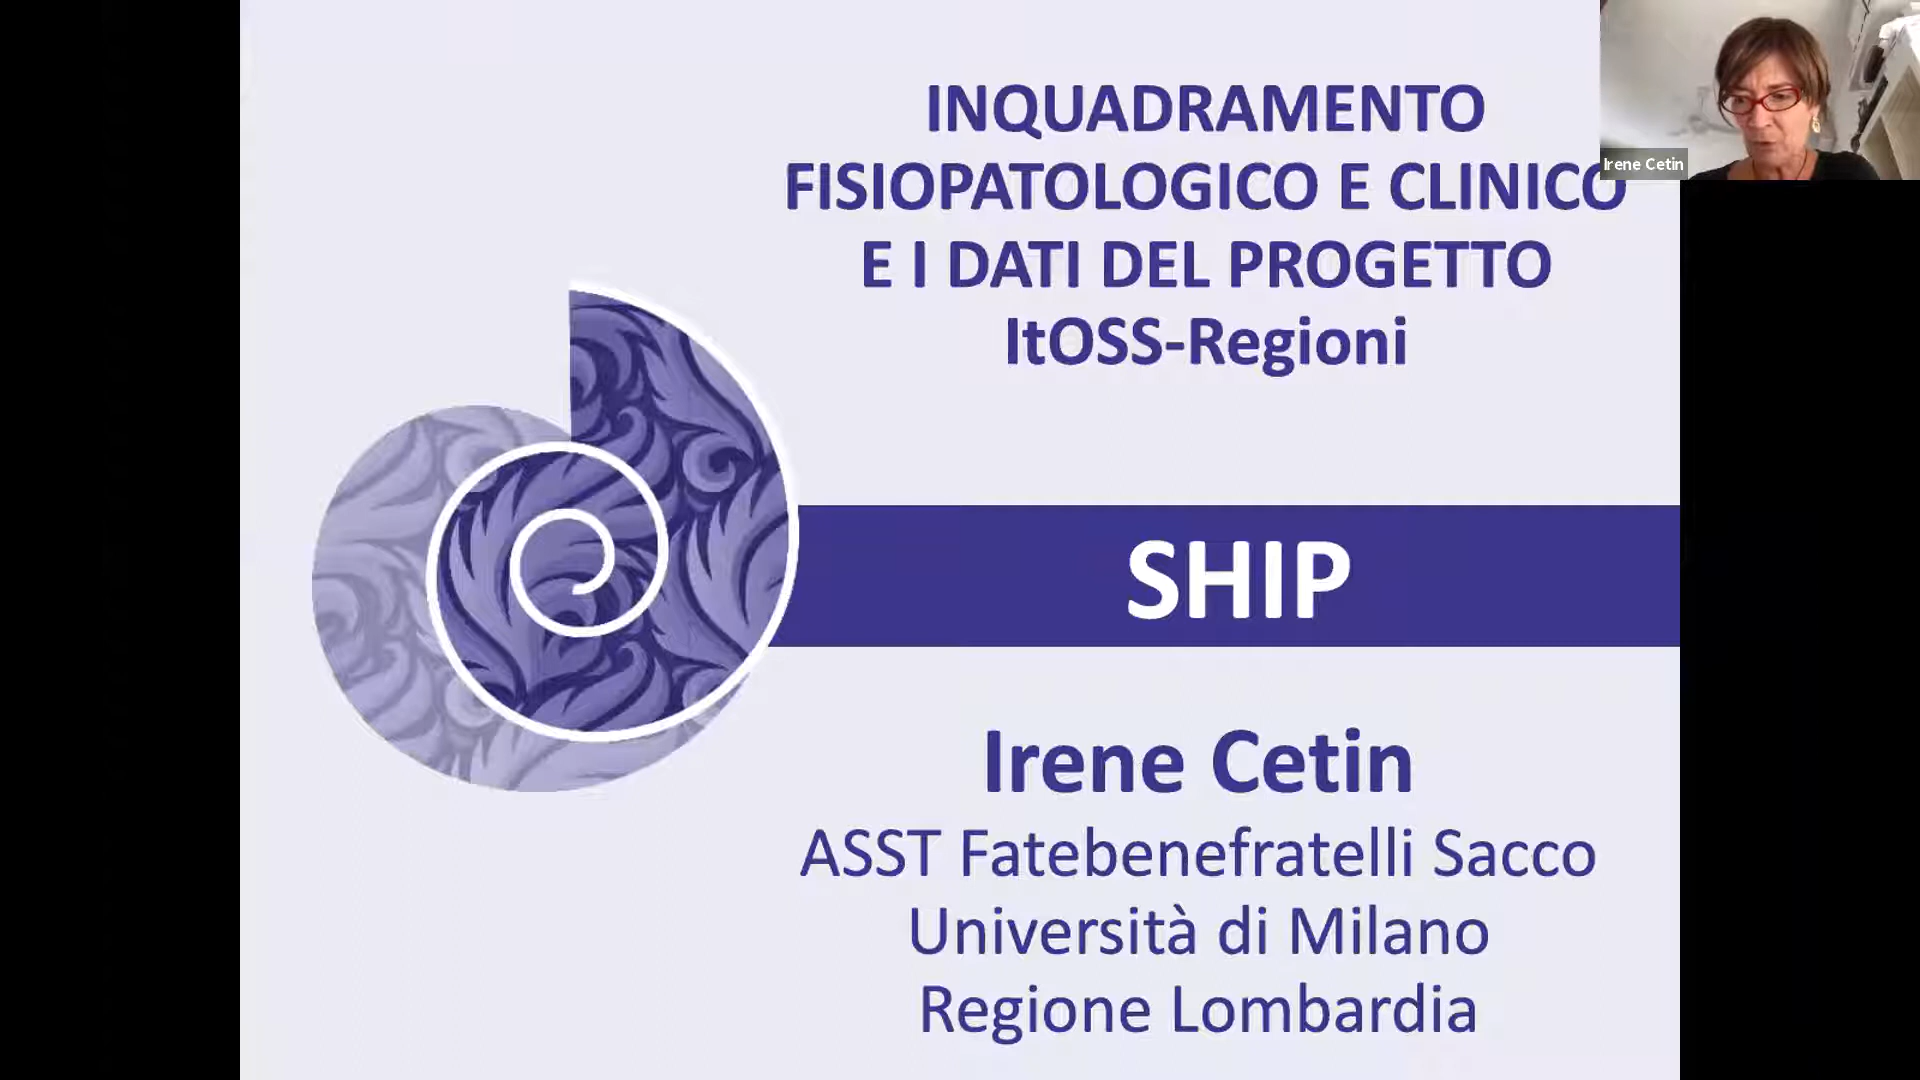 INQUADRAMENTO
FISIOPATOLOGICO E CLINICO
E I DATI DEL PROGETTO
ItOSS-Regioni
Irene Cetin
SHIP
Irene Cetin
ASST Fatebenefratelli Sacco
Università di Milano
Regione Lombardia